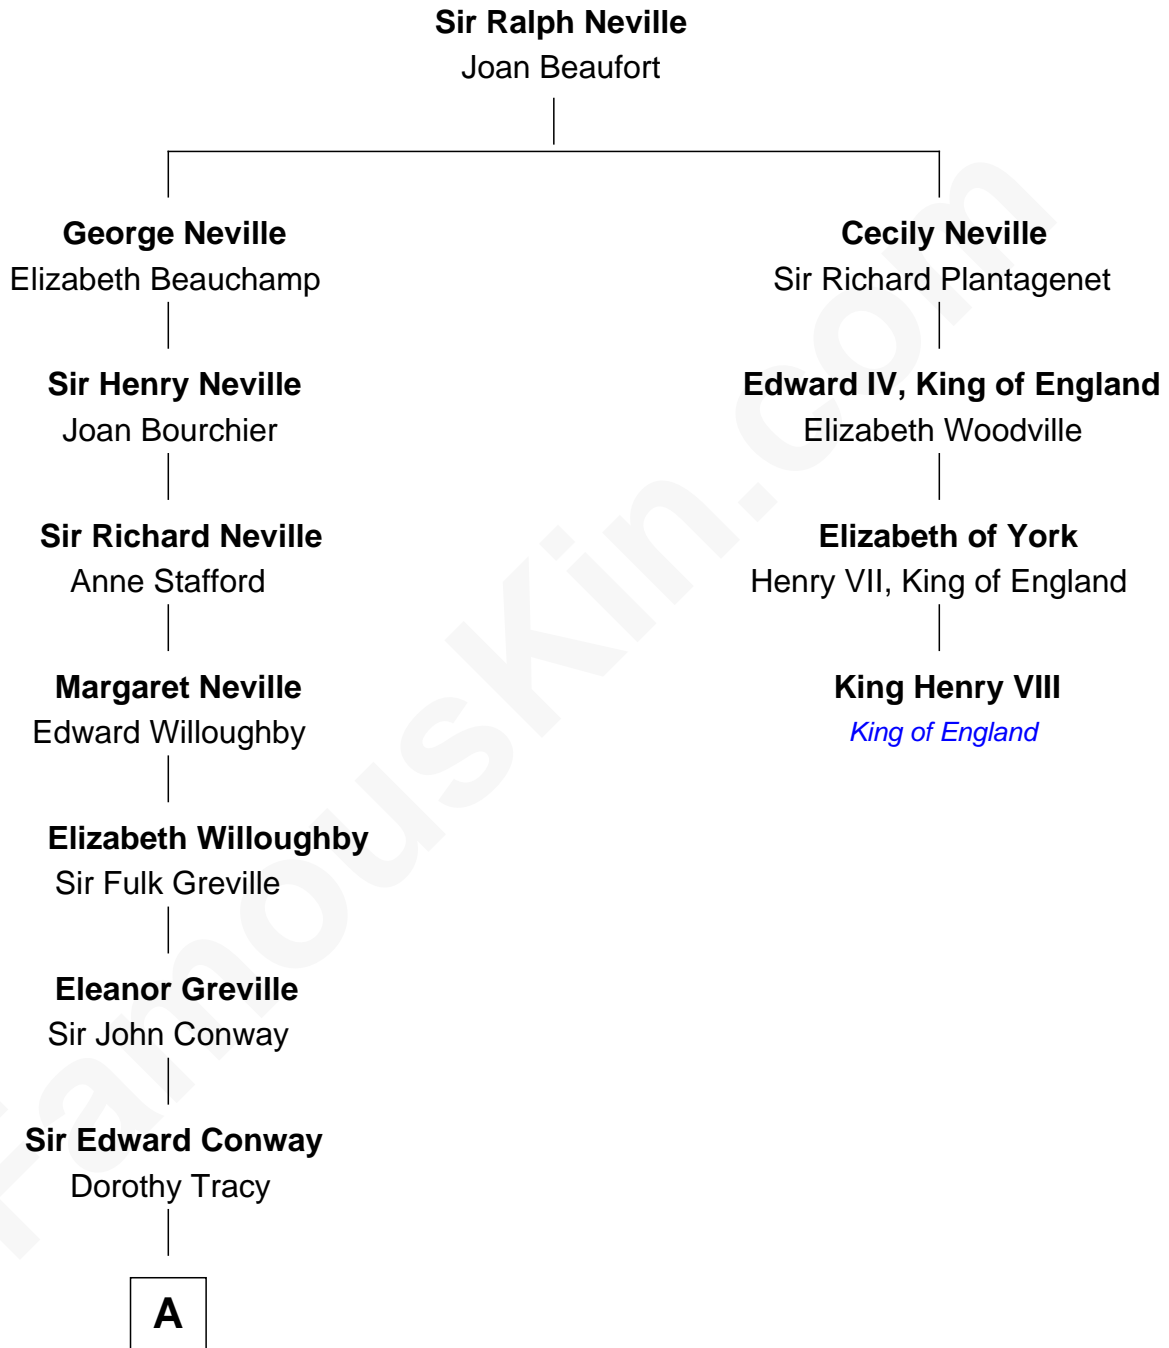 Sir Ralph Neville
Joan Beaufort
George Neville
Elizabeth Beauchamp
Sir Henry Neville
Joan Bourchier
Sir Richard Neville
Anne Stafford
Margaret Neville
Edward Willoughby
Elizabeth Willoughby
Sir Fulk Greville
Eleanor Greville
Sir John Conway
Sir Edward Conway
Dorothy Tracy
A
Cecily Neville
Sir Richard Plantagenet
Edward IV, King of England
Elizabeth Woodville
Elizabeth of York
Henry VII, King of England
King Henry VIII
King of England
FamousKin.com